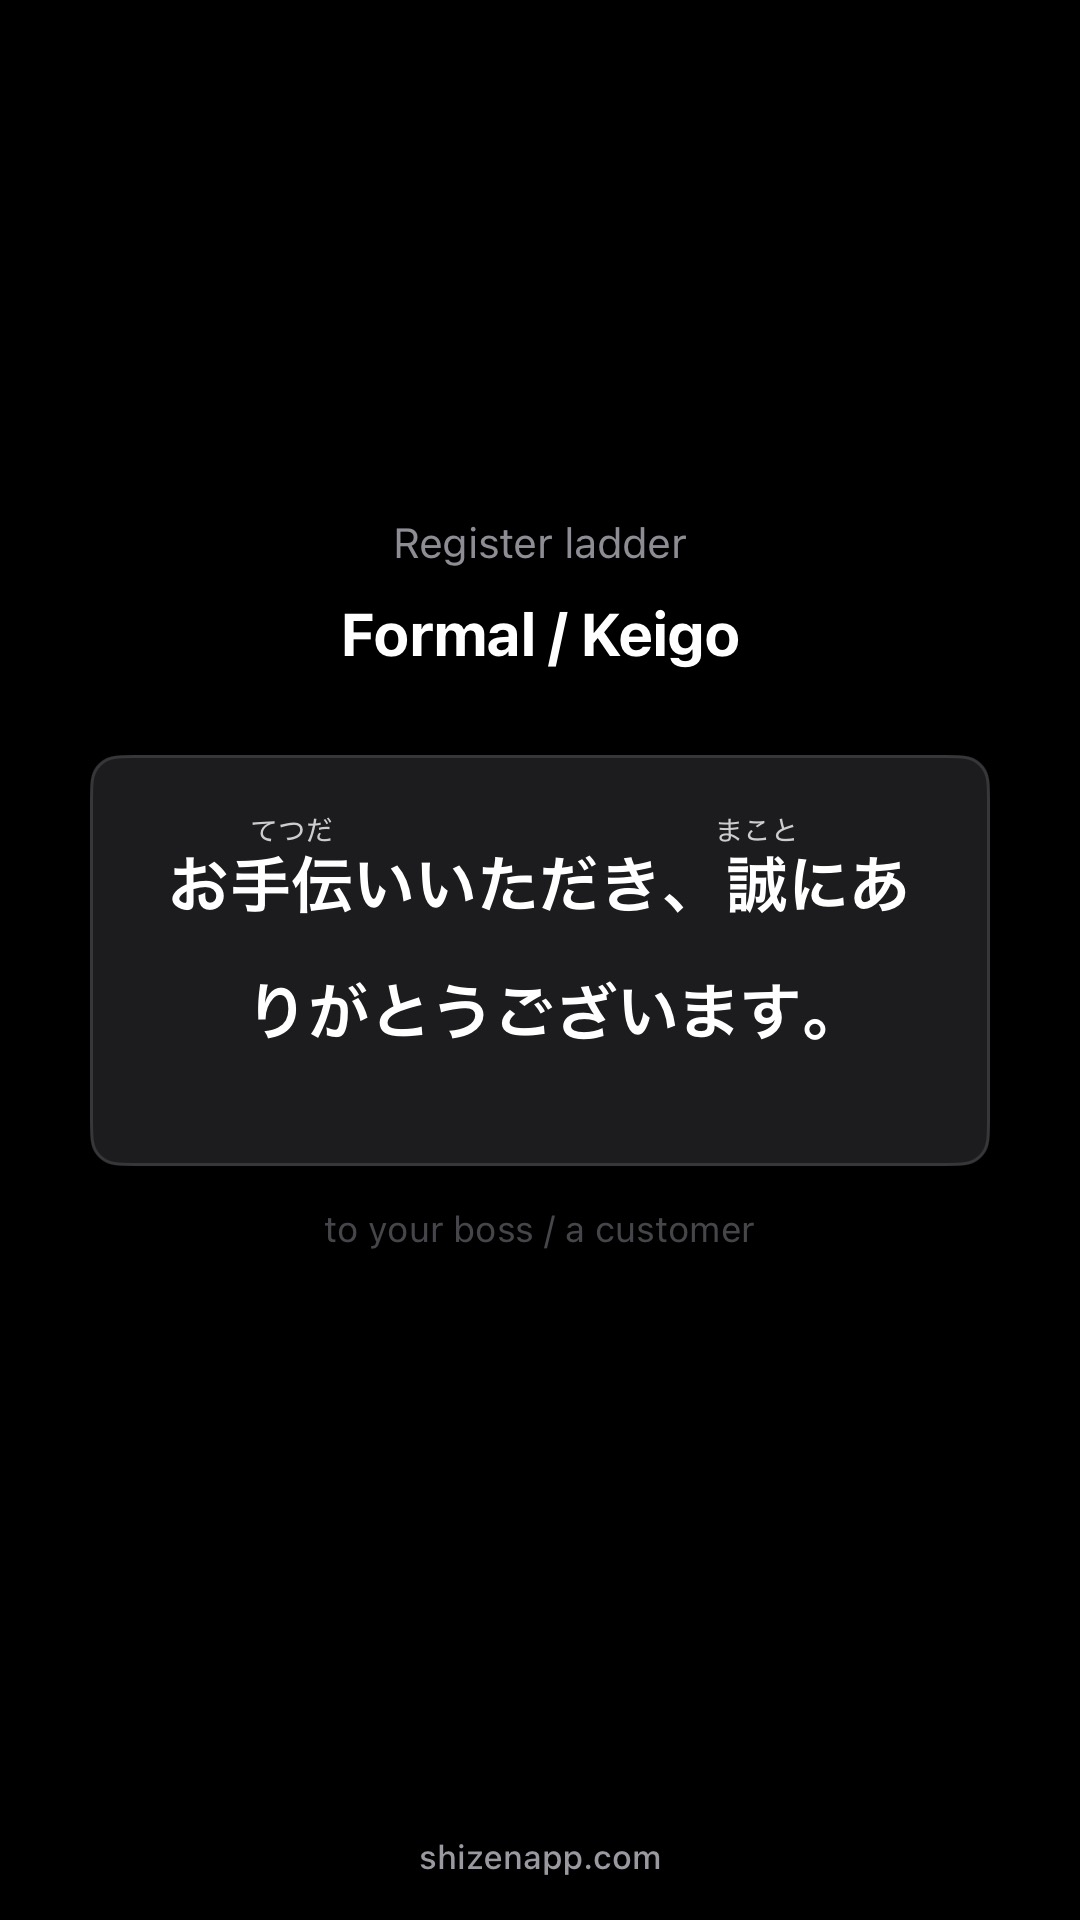 Register ladder
Formal / Keigo
てつだ まこと
お手伝いいただき、誠にあ
りがとうございます。
to your boss / a customer
shizenapp.com